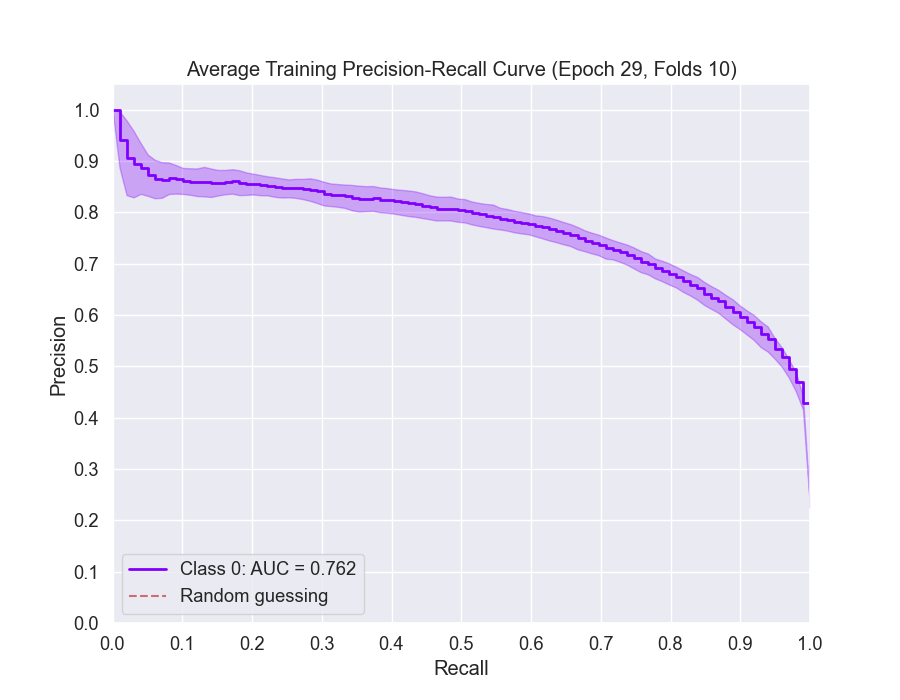 Average Training Precision-Recall Curve (Epoch 29, Folds 10)
1.0
0.9
0.8
0.7
0.6
0.5
0.4
0.3
0.2
0.1
0.0
Precision
Class 0: AUC = 0.762
Random guessing
0.0 0.1 0.2 0.3 0.4 0.5 0.6 0.7 0.8 0.9 1.0
Recall